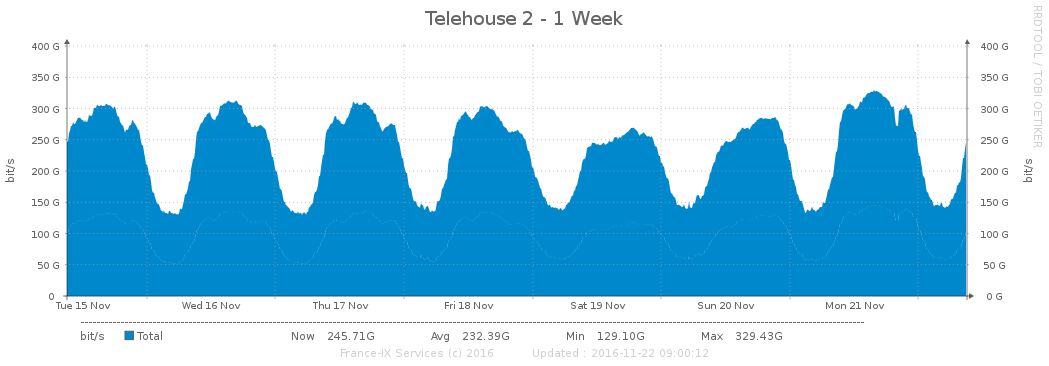 Telehouse 2 - 1 Week
RRDTOOL / TOBI OETIKER
400 G 400 G
350 G 350 G
300 G 300 G
250 G 250 G
200 G 200 G
150 G 150 G
100 G 100 G
50 G 50 G
0 0 G
bit/s
bit/s
Tue 15 Nov Wed 16 Nov Thu 17 Nov Fri 18 Nov Sat 19 Nov Sun 20 Nov Mon 21 Nov
bit/s Total Now 245.71G Avg 232.39G Min 129.10G Max 329.43G
France-IX Services (c) 2016 Updated : 2016-11-22 09:00:12